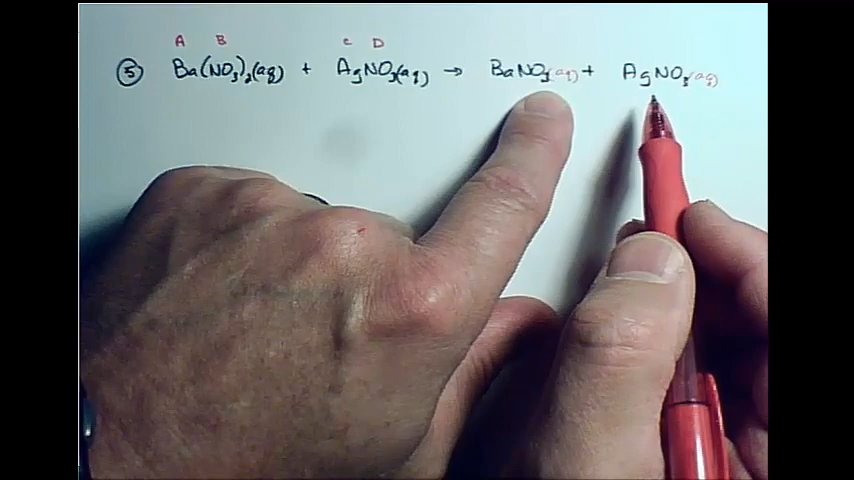 A B C D
⑤ Ba(NO₃)₂(aq) + AgNO₃(aq) → BaNO₃(aq) + AgNO₃(aq)